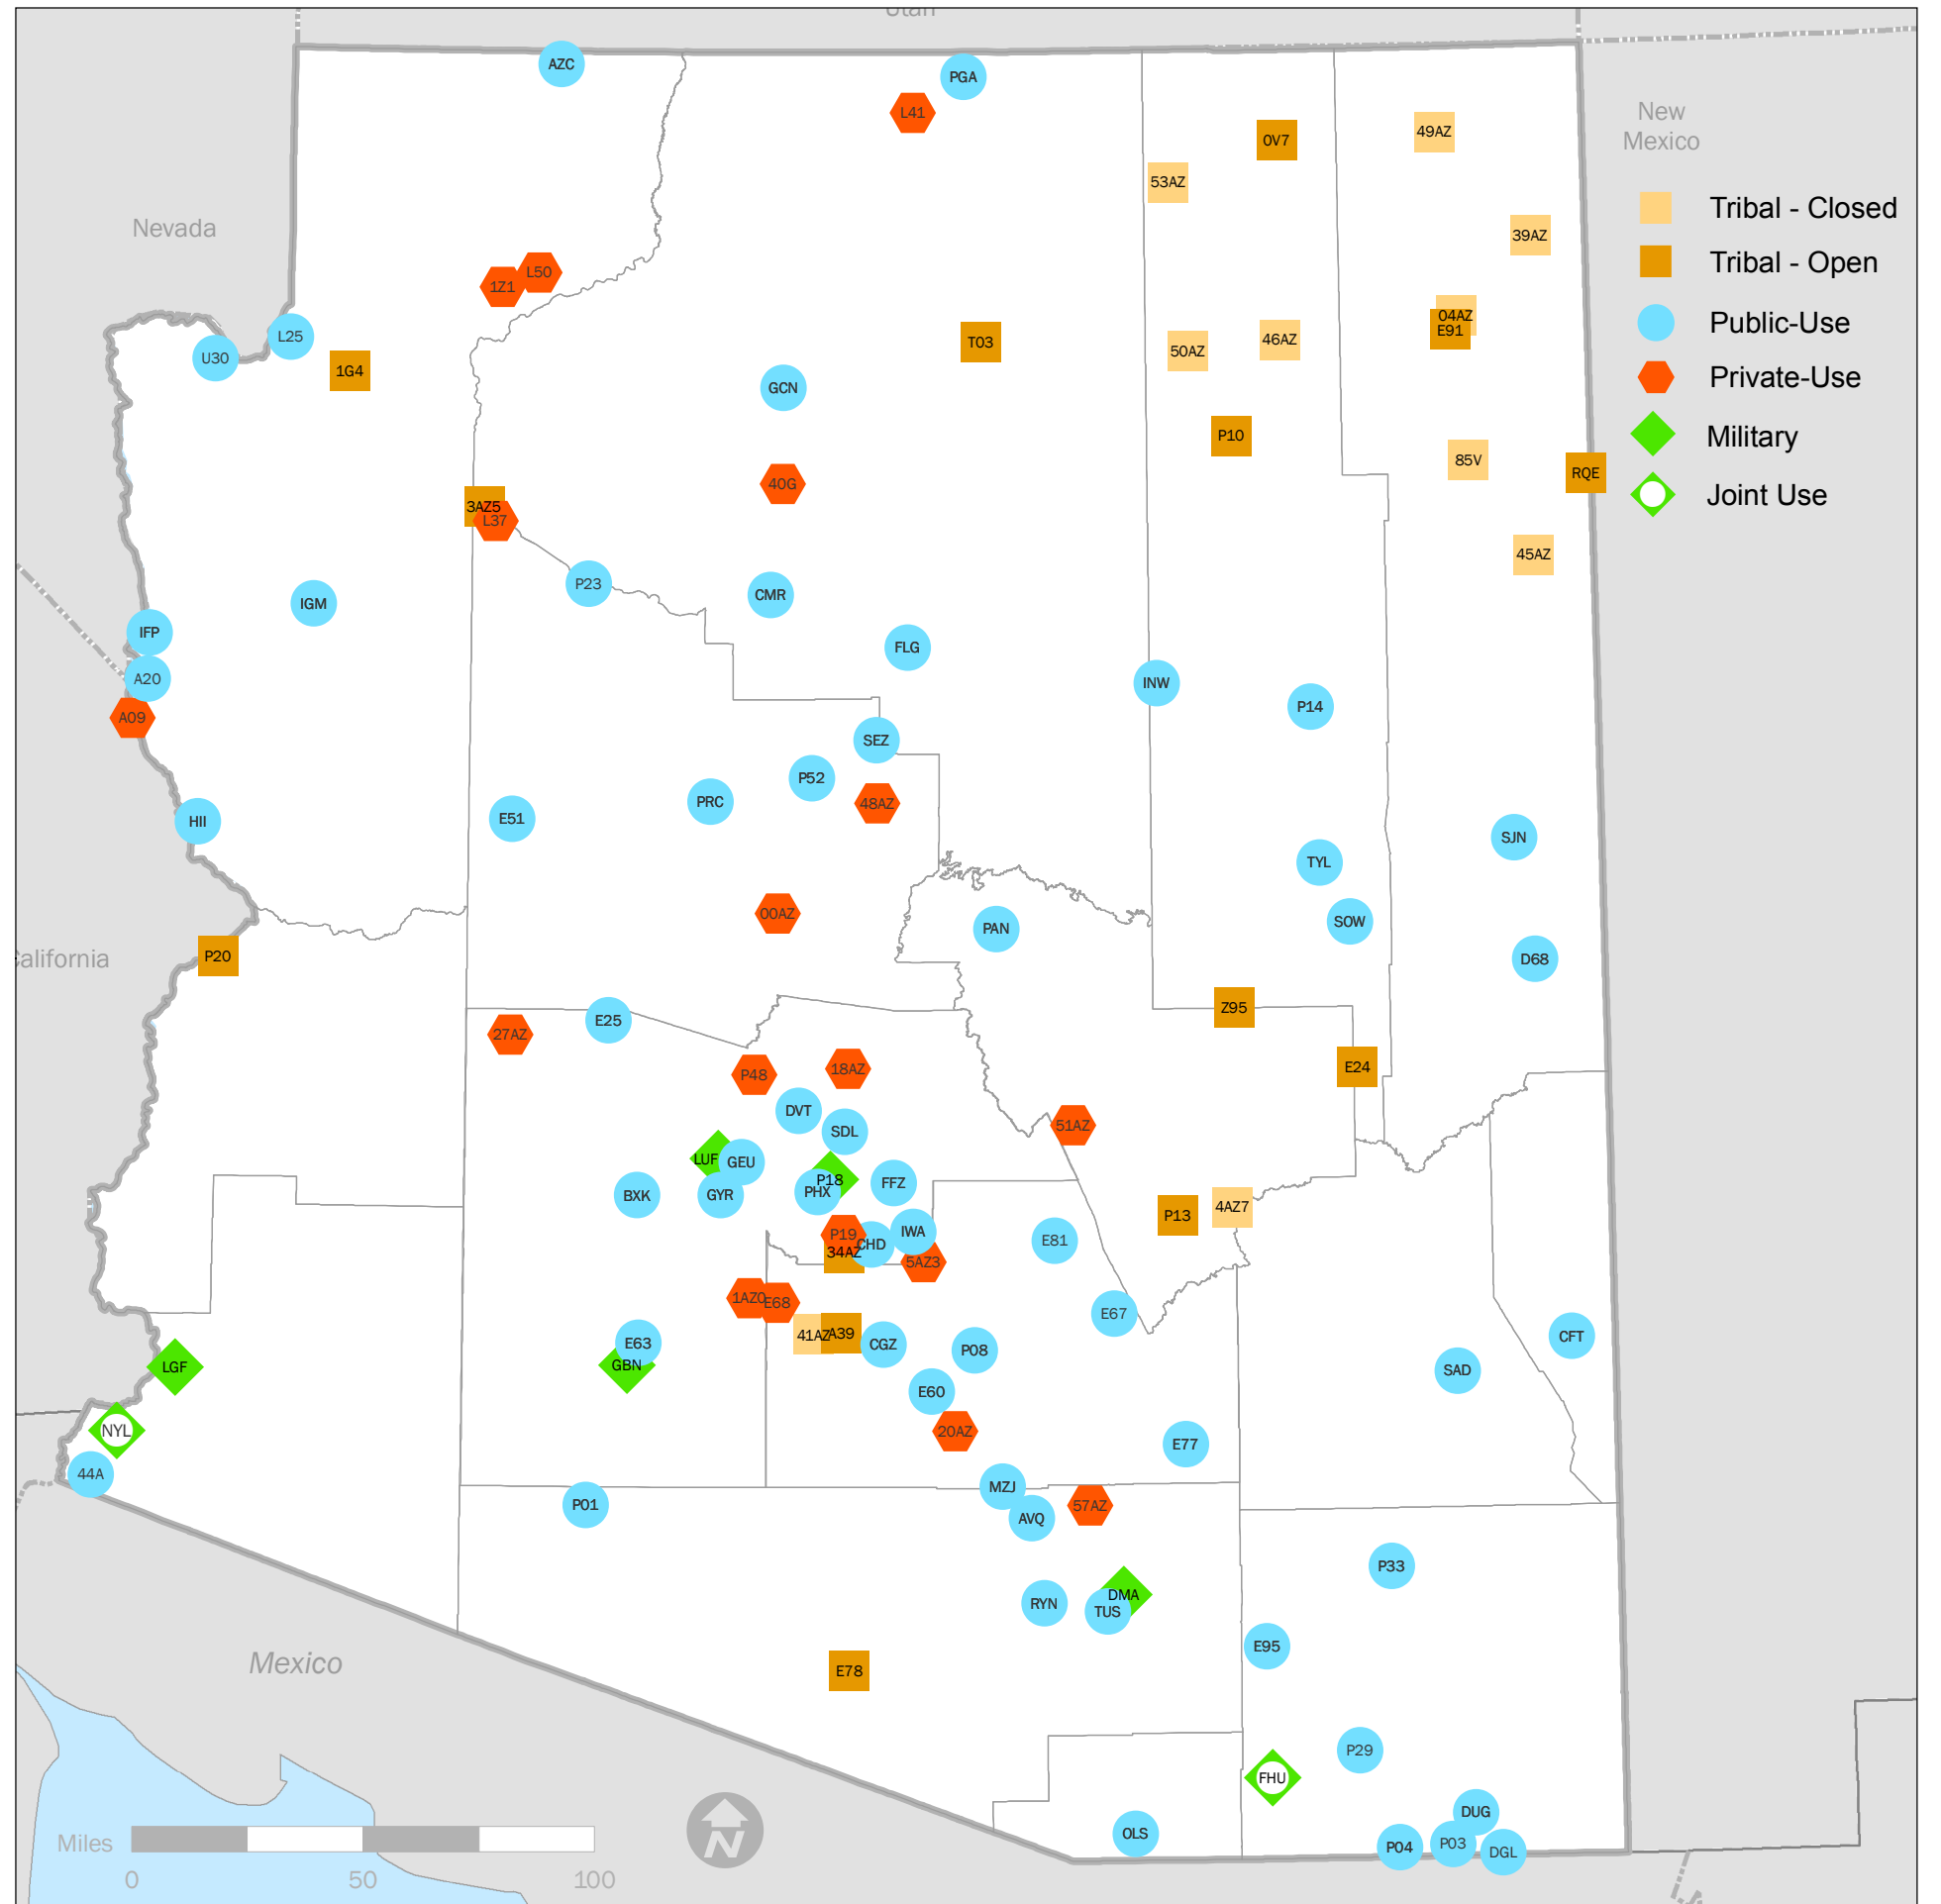 Utah
AZC
PGA
L41
New
Mexico
49AZ
0V7
53AZ
Tribal - Closed
Nevada
39AZ
Tribal - Open
L50
1Z1
04AZ
Public-Use
E91
L25
U30
T03
46AZ
50AZ
1G4
Private-Use
GCN
P10
Military
85V
RQE
40G
Joint Use
3AZ5
L37
45AZ
P23
CMR
IGM
IFP
FLG
A20
INW
P14
A09
SEZ
P52
PRC
48AZ
E51
HII
SJN
TYL
00AZ
SOW
PAN
P20
alifornia
D68
Z95
E25
27AZ
E24
P48
18AZ
DVT
51AZ
SDL
LUF
GEU
P18
FFZ
PHX
BXK
GYR
4AZ7
P13
IWA
P19
CHD
34AZ
E81
5AZ3
1AZ0
E68
E67
41AZ
A39
CFT
E63
CGZ
P08
GBN
LGF
SAD
E60
NYL
20AZ
E77
44A
MZJ
P01
57AZ
AVQ
P33
DMA
RYN
TUS
E95
Mexico
E78
P29
FHU
DUG
OLS
Miles
N
P03
P04
DGL
0
50
100